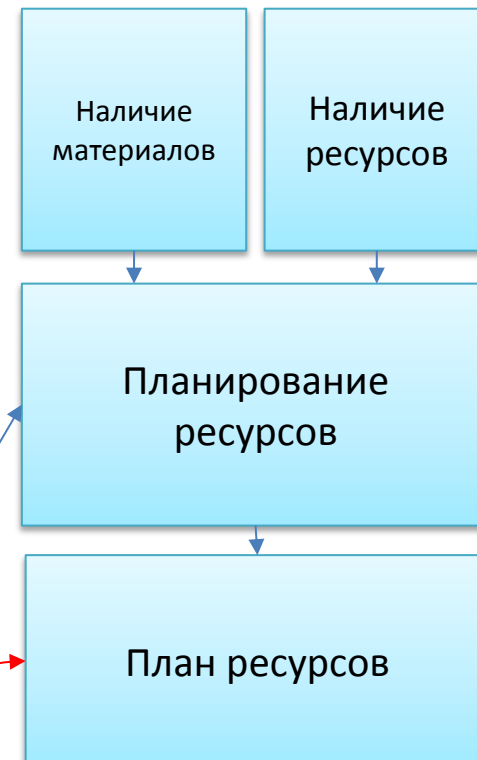 Наличие
материалов
Наличие
ресурсов
Планирование
ресурсов
План ресурсов